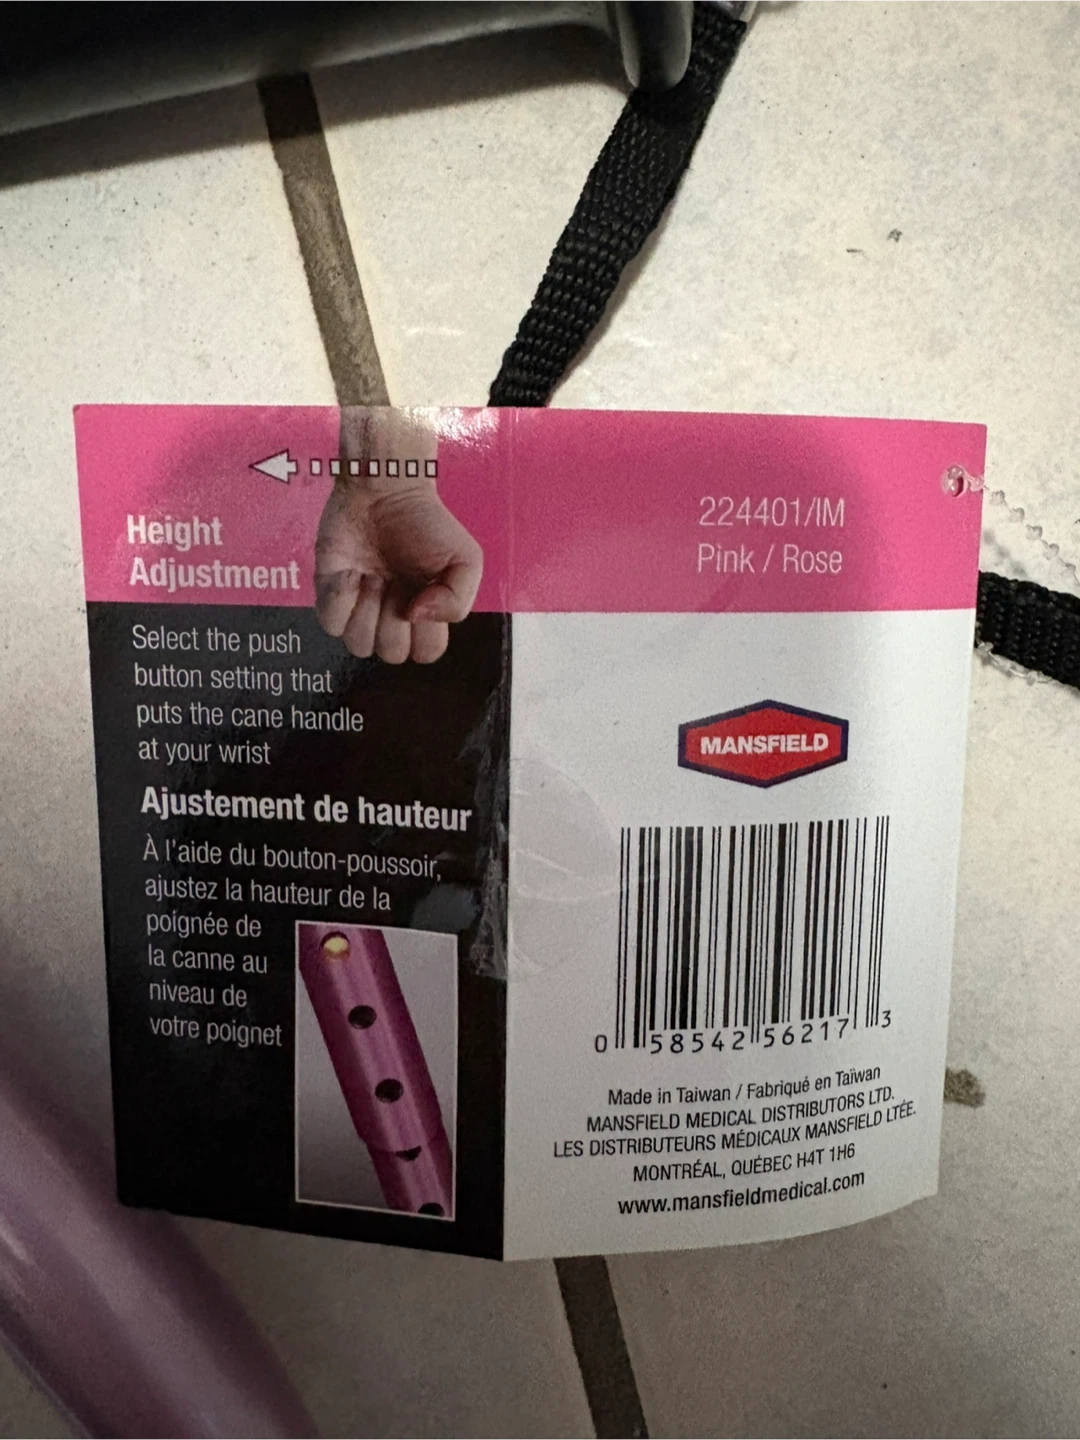 Height
Adjustment
Select the push
button setting that
puts the cane handle
at your wrist
Ajustement de hauteur
À l'aide du bouton-poussoir,
ajustez la hauteur de la
poignée de
la canne au
niveau de
votre poignet
224401/IM
Pink / Rose
MANSFIELD
0 58542 56217 3
Made in Taiwan / Fabriqué en Taïwan
MANSFIELD MEDICAL DISTRIBUTORS LTD.
LES DISTRIBUTEURS MÉDICAUX MANSFIELD LTÉE.
MONTRÉAL, QUÉBEC H4T 1H6
www.mansfieldmedical.com